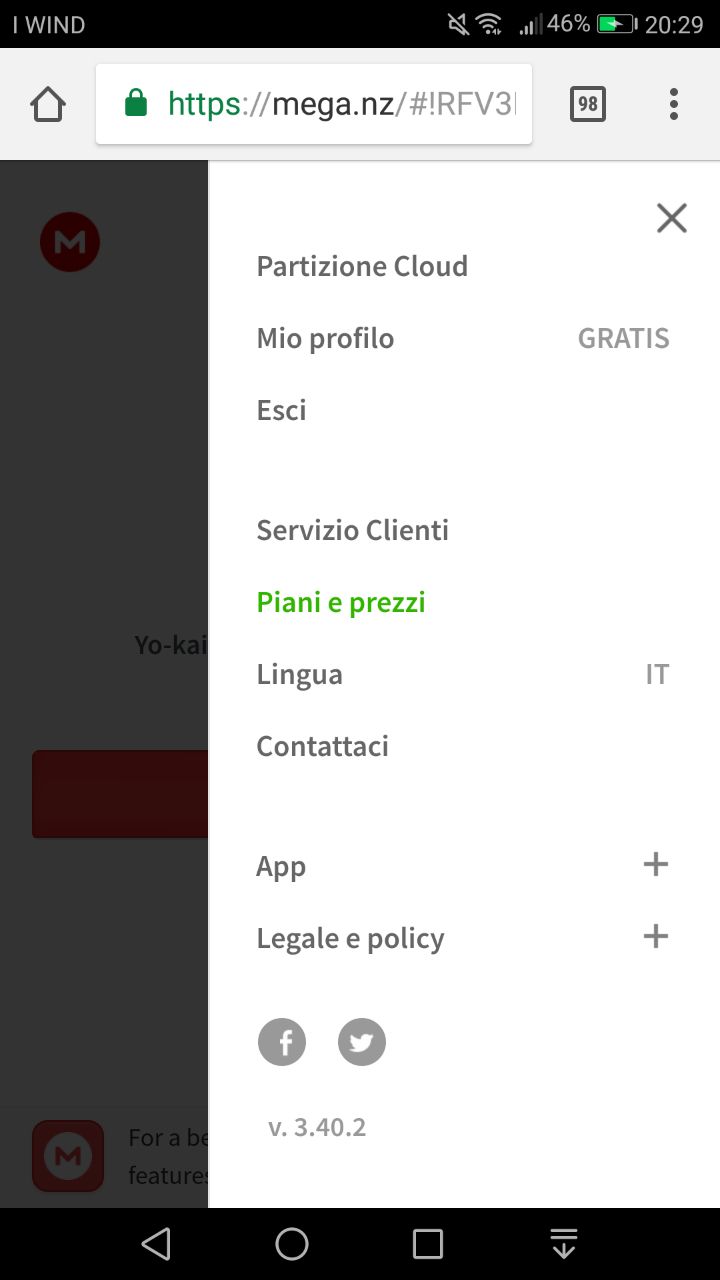 I WIND
46% 20:29
https://mega.nz/#!RFV3
98
Partizione Cloud
Mio profilo GRATIS
Esci
Servizio Clienti
Piani e prezzi
Yo-kai
Lingua IT
Contattaci
App +
Legale e policy +
v. 3.40.2
For a be
features